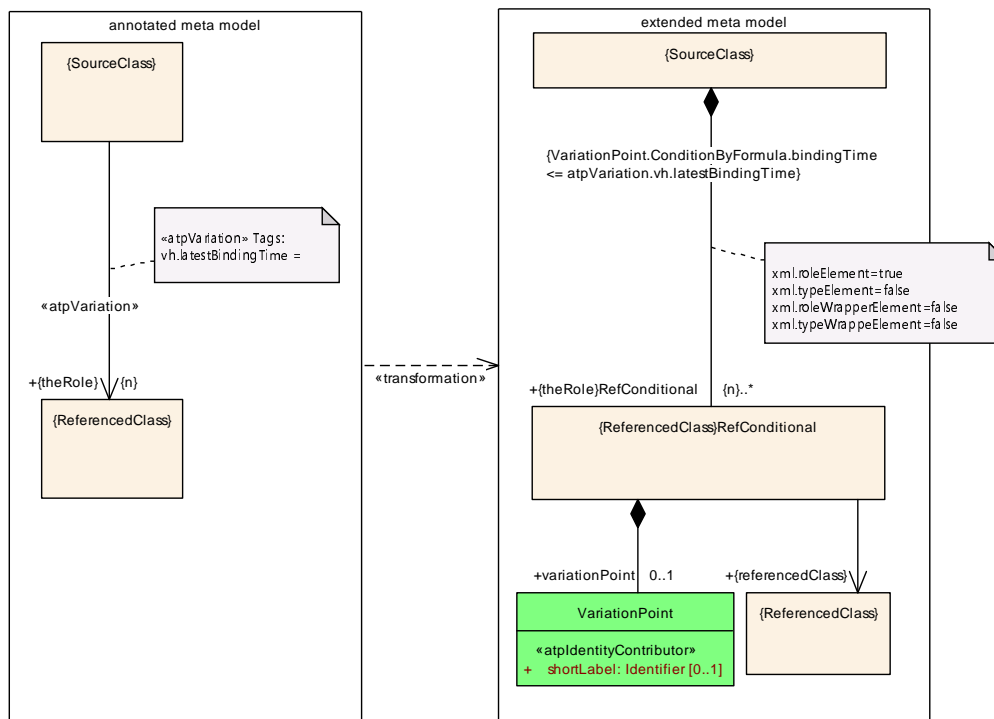 annotated meta model
{SourceClass}
«atpVariation» Tags:
vh.latestBindingTime =
«atpVariation»
+{theRole} {n}
{ReferencedClass}
«transformation»
extended meta model
{SourceClass}
{VariationPoint.ConditionByFormula.bindingTime
<= atpVariation.vh.latestBindingTime}
xml.roleElement=true
xml.typeElement=false
xml.roleWrapperElement=false
xml.typeWrappeElement=false
+{theRole}RefConditional {n}..*
{ReferencedClass}RefConditional
+variationPoint 0..1
+{referencedClass}
VariationPoint
«atpIdentityContributor»
+ shortLabel: Identifier [0..1]
{ReferencedClass}